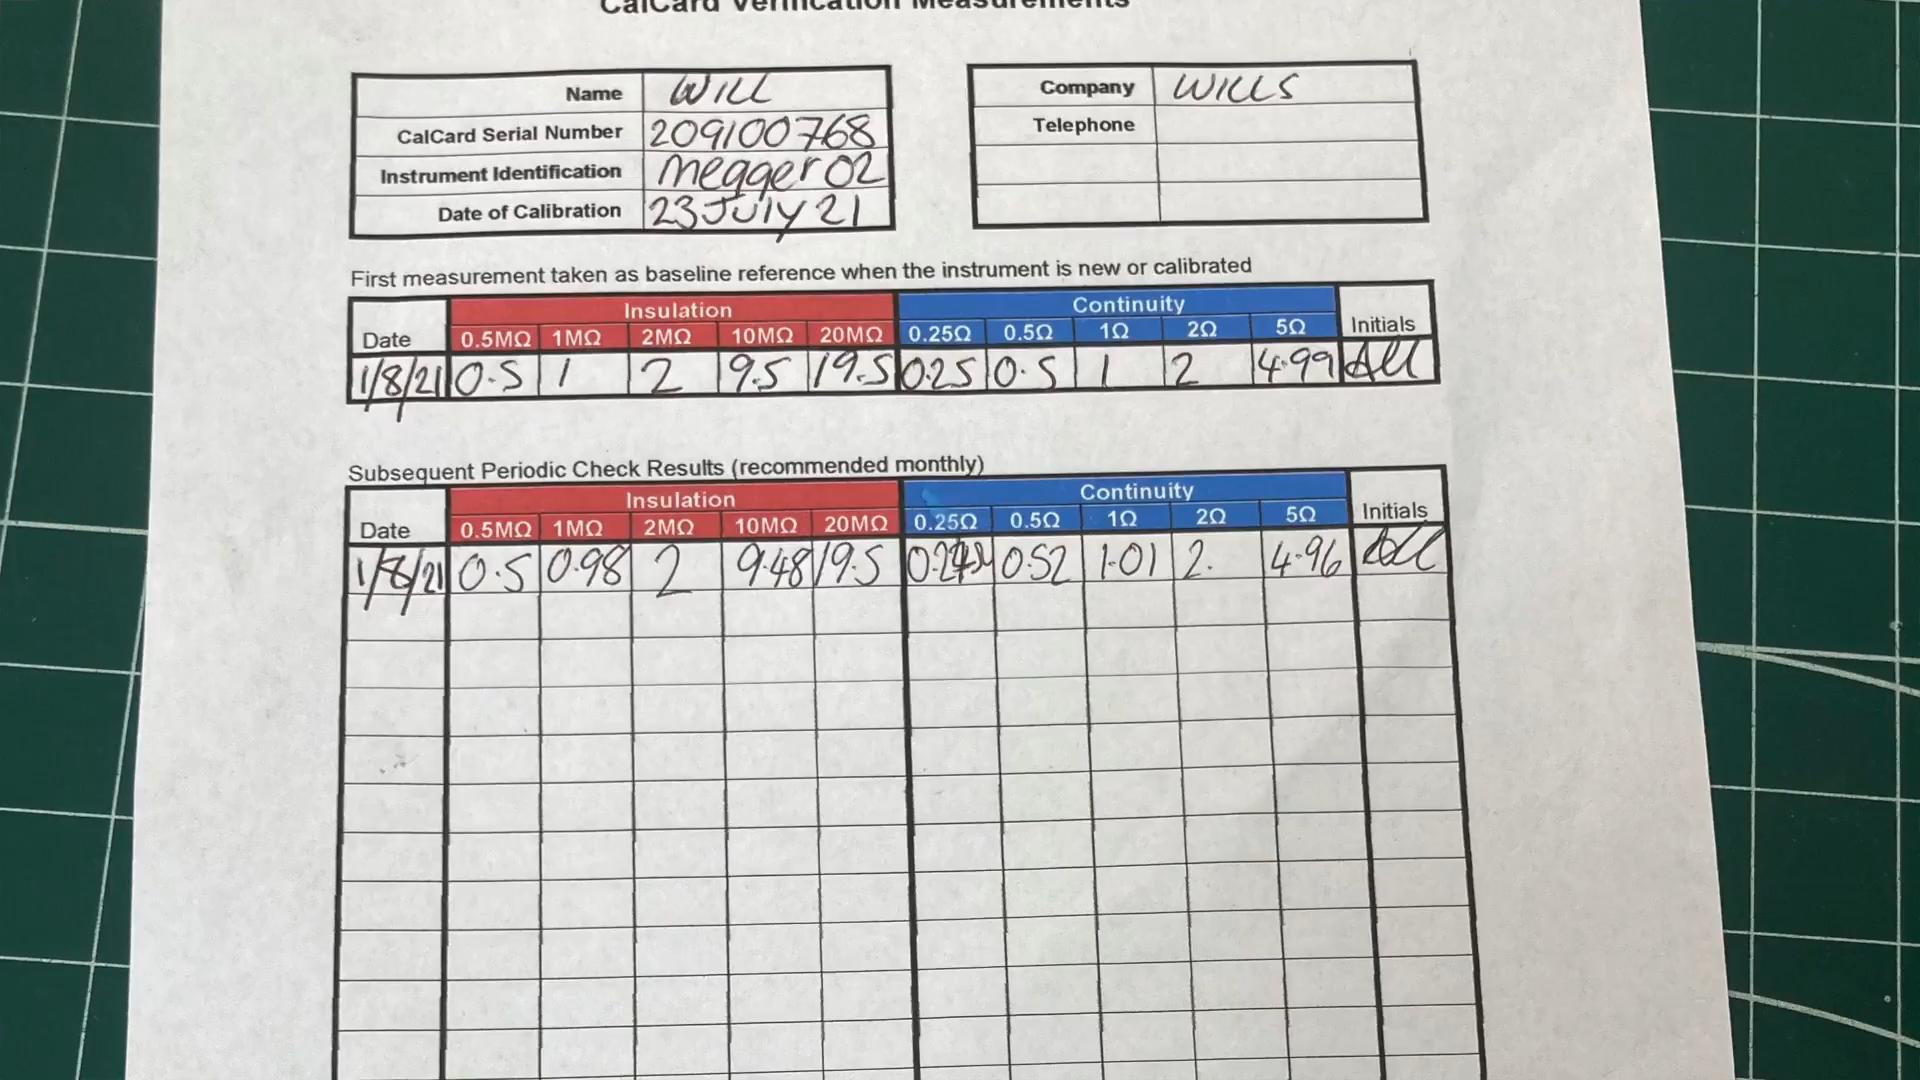 CalCard Verification Measurements
Name WILL
CalCard Serial Number 209100768
Instrument Identification Megger 02
Date of Calibration 23 July 21
Company WILLS
Telephone
First measurement taken as baseline reference when the instrument is new or calibrated
Insulation Continuity
Date 0.5MΩ 1MΩ 2MΩ 10MΩ 20MΩ 0.25Ω 0.5Ω 1Ω 2Ω 5Ω Initials
1/8/21 0.5 1 2 9.5 19.5 0.25 0.5 1 2 4.99
Subsequent Periodic Check Results (recommended monthly)
Insulation Continuity
Date 0.5MΩ 1MΩ 2MΩ 10MΩ 20MΩ 0.25Ω 0.5Ω 1Ω 2Ω 5Ω Initials
1/8/21 0.5 0.98 2 9.48 19.5 0.52 1.01 2. 4.96